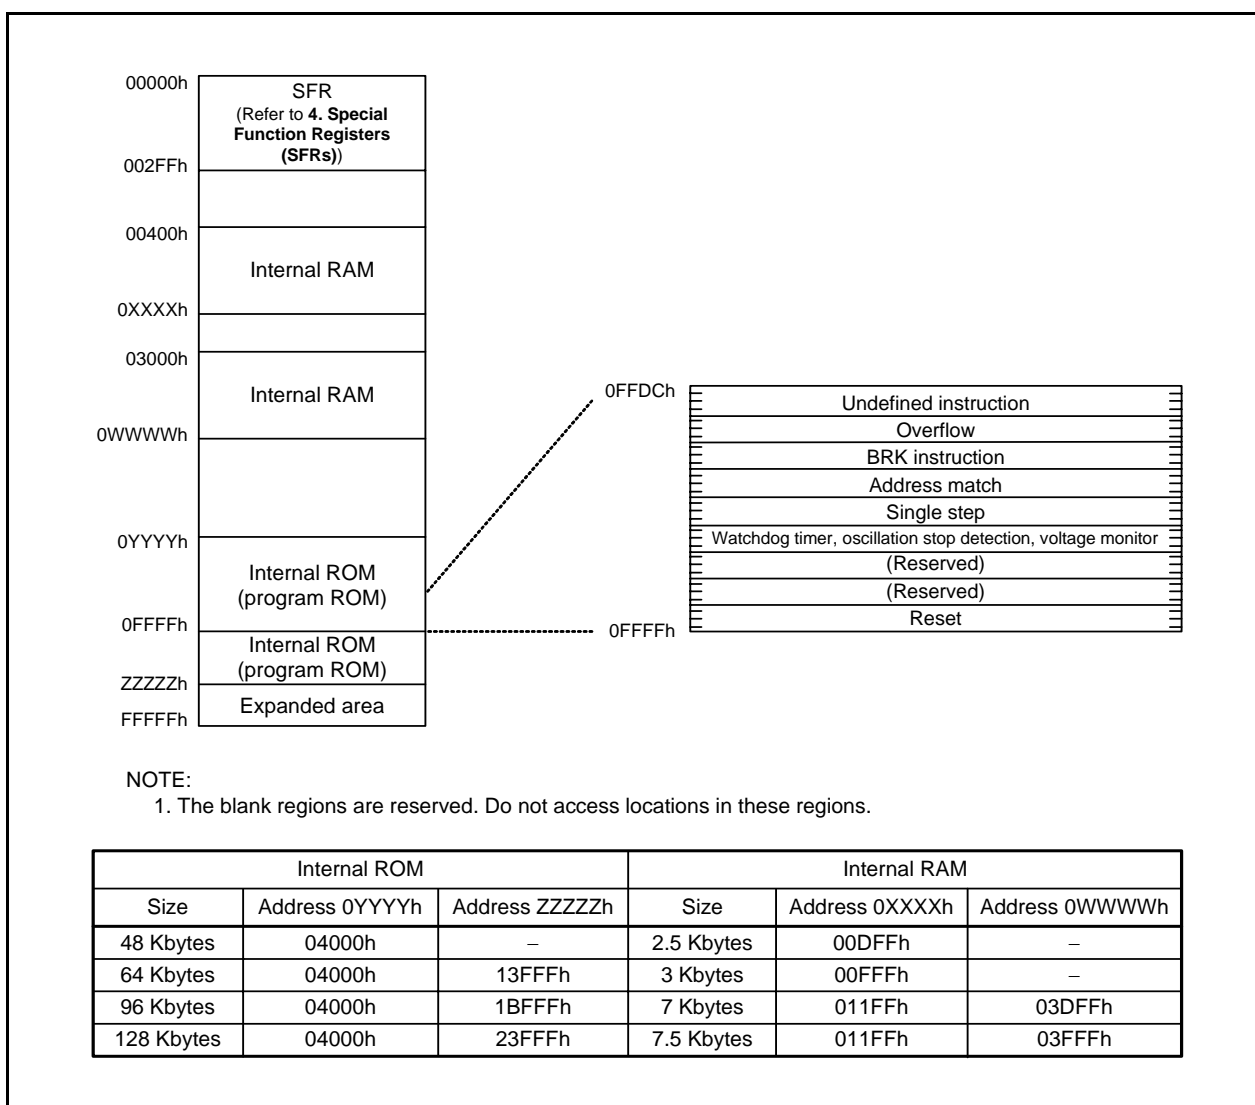 00000h
SFR
(Refer to 4. Special
Function Registers
(SFRs))
002FFh
00400h
Internal RAM
0XXXXh
03000h
Internal RAM
0WWWWh
0YYYYh
Internal ROM
(program ROM)
0FFFFh
Internal ROM
(program ROM)
ZZZZZh
Expanded area
FFFFFh
0FFDCh
Undefined instruction
Overflow
BRK instruction
Address match
Single step
Watchdog timer, oscillation stop detection, voltage monitor
(Reserved)
(Reserved)
Reset
0FFFFh
NOTE:
1. The blank regions are reserved. Do not access locations in these regions.
Internal ROM Internal RAM
Size Address 0YYYYh Address ZZZZZh Size Address 0XXXXh Address 0WWWWh
48 Kbytes 04000h − 2.5 Kbytes 00DFFh −
64 Kbytes 04000h 13FFFh 3 Kbytes 00FFFh −
96 Kbytes 04000h 1BFFFh 7 Kbytes 011FFh 03DFFh
128 Kbytes 04000h 23FFFh 7.5 Kbytes 011FFh 03FFFh